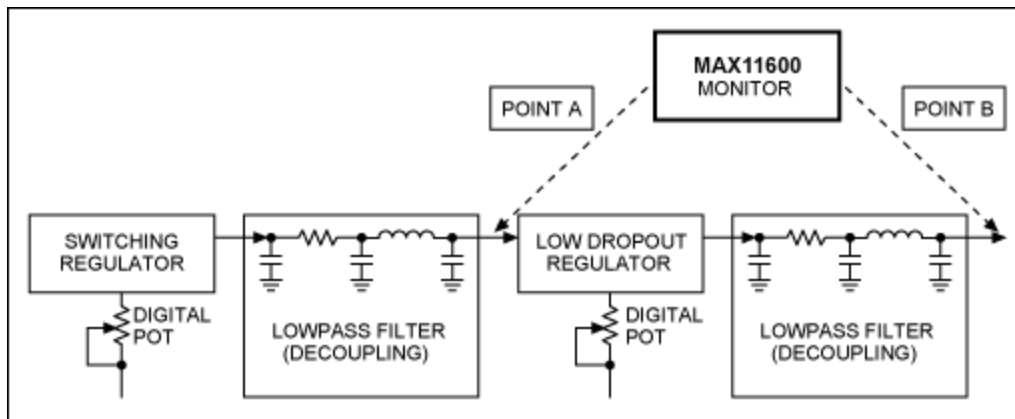 MAX11600
MONITOR
POINT A
POINT B
SWITCHING
REGULATOR
LOW DROPOUT
REGULATOR
DIGITAL
POT
LOWPASS FILTER
(DECOUPLING)
DIGITAL
POT
LOWPASS FILTER
(DECOUPLING)